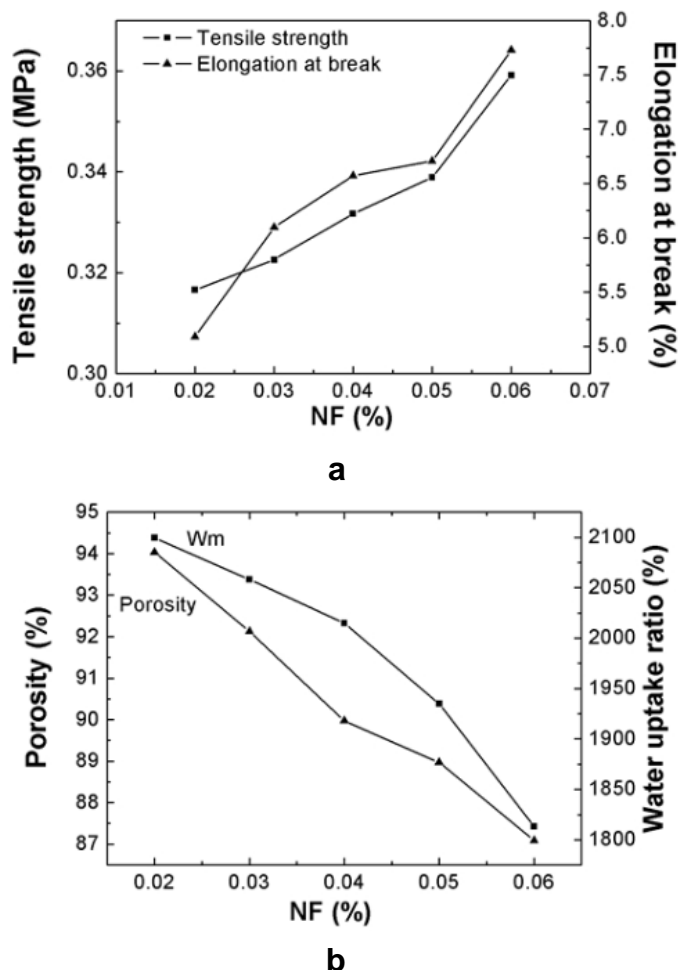 Tensile strength
Elongation at break
Tensile strength (MPa)
0.36
0.34
0.32
0.30
8.0
7.5
7.0
6.5
6.0
5.5
5.0
Elongation at break (%)
0.01 0.02 0.03 0.04 0.05 0.06 0.07
NF (%)
a
Wm
Porosity
Porosity (%)
95
94
93
92
91
90
89
88
87
2100
2050
2000
1950
1900
1850
1800
Water uptake ratio (%)
0.02 0.03 0.04 0.05 0.06
NF (%)
b